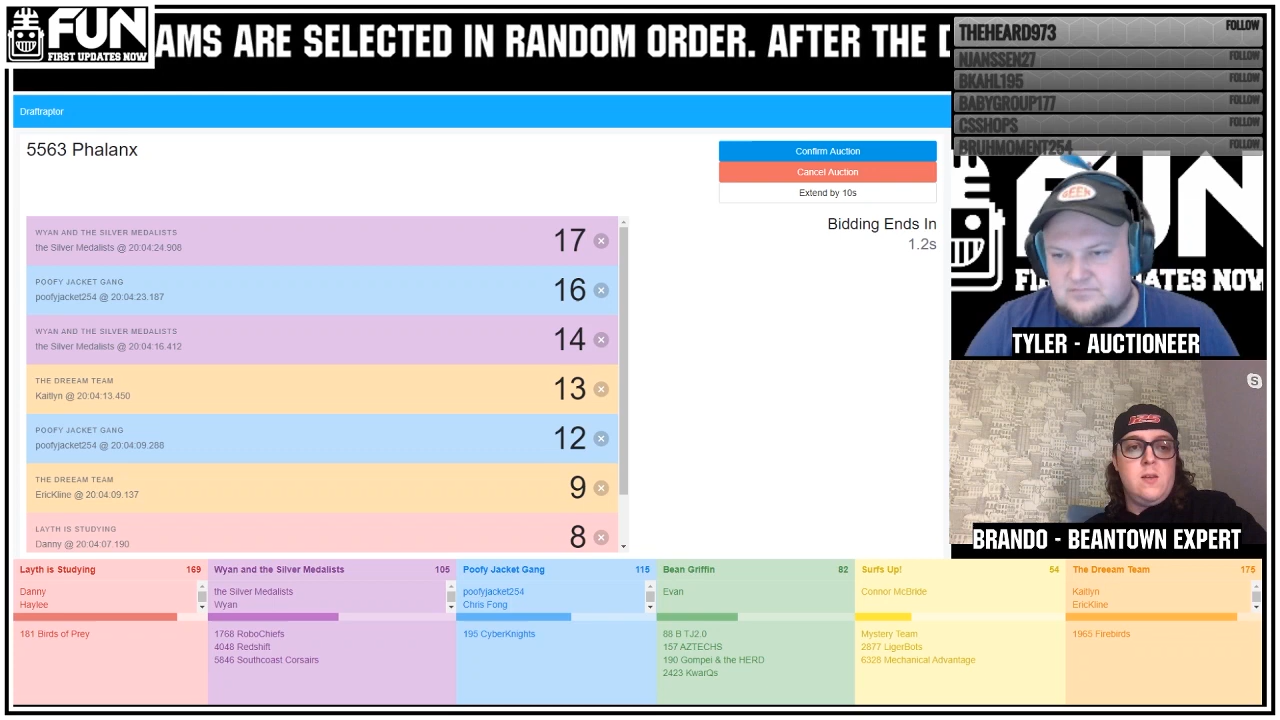 FUN
FIRST UPDATES NOW
AMS ARE SELECTED IN RANDOM ORDER. AFTER THE D
THEHEARD973 FOLLOW
NJANSSEN27 FOLLOW
BKAHL195 FOLLOW
BABYGROUP177 FOLLOW
CSSHOPS FOLLOW
BRUHMOMENT254 FOLLOW
Draftraptor
5563 Phalanx
Confirm Auction
Cancel Auction
Extend by 10s
Bidding Ends In
1.2s
WYAN AND THE SILVER MEDALISTS
the Silver Medalists @ 20:04:24.906
17
POOFY JACKET GANG
poofyjacket254 @ 20:04:23.187
16
WYAN AND THE SILVER MEDALISTS
the Silver Medalists @ 20:04:16.412
14
THE DREEAM TEAM
Kaitlyn @ 20:04:13.450
13
POOFY JACKET GANG
poofyjacket254 @ 20:04:09.288
12
THE DREEAM TEAM
EricKline @ 20:04:09.137
9
LAYTH IS STUDYING
Danny @ 20:04:07.190
8
TYLER - AUCTIONEER
BRANDO - BEANTOWN EXPERT
Layth is Studying 169
Danny
Haylee
181 Birds of Prey
Wyan and the Silver Medalists 105
the Silver Medalists
Wyan
1768 RoboChiefs
4048 Redshift
5846 Southcoast Corsairs
Poofy Jacket Gang 115
poofyjacket254
Chris Fong
195 CyberKnights
Bean Griffin 82
Evan
88 B TJ2.0
157 AZTECHS
190 Gompei & the HERD
2423 KwarQs
Surfs Up! 54
Connor McBride
Mystery Team
2877 LigerBots
6328 Mechanical Advantage
The Dreeam Team 175
Kaitlyn
EricKline
1965 Firebirds